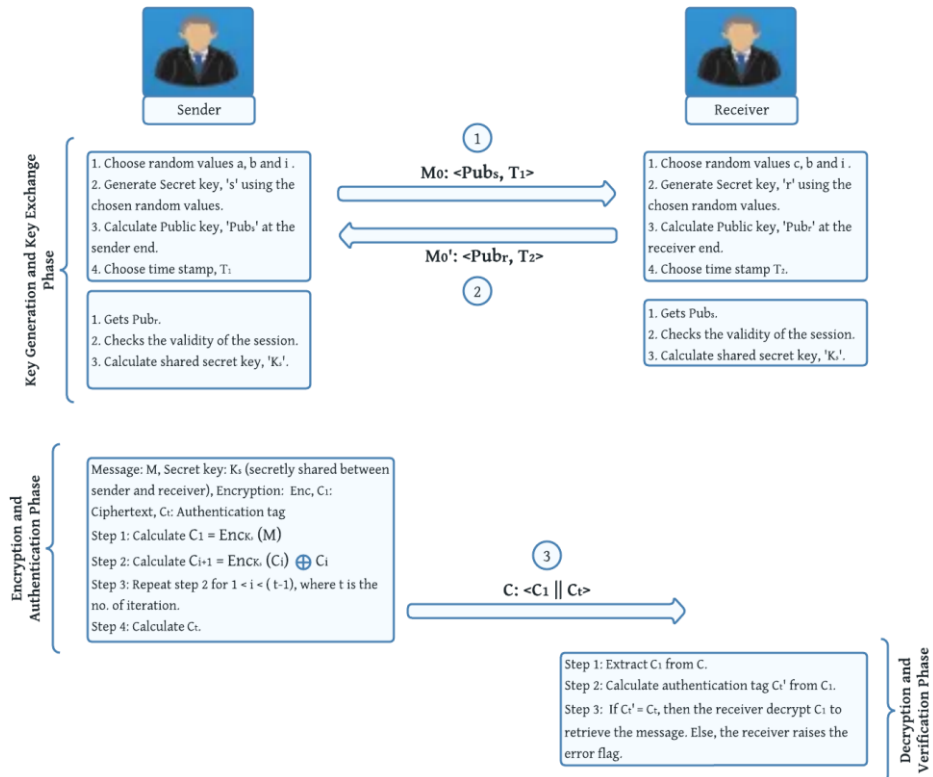 Sender
Receiver
Key Generation and Key Exchange
Phase
1. Choose random values a, b and i .
2. Generate Secret key, 's' using the
chosen random values.
3. Calculate Public key, 'Pubₛ' at the
sender end.
4. Choose time stamp, T₁
1
M₀: <Pubₛ, T₁>
M₀': <Pubᵣ, T₂>
2
1. Choose random values c, b and i .
2. Generate Secret key, 'r' using the
chosen random values.
3. Calculate Public key, 'Pubᵣ' at the
receiver end.
4. Choose time stamp T₂.
1. Gets Pubᵣ.
2. Checks the validity of the session.
3. Calculate shared secret key, 'Kₛ'.
1. Gets Pubₛ.
2. Checks the validity of the session.
3. Calculate shared secret key, 'Kₛ'.
Encryption and
Authentication Phase
Message: M, Secret key: Kₛ (secretly shared between
sender and receiver), Encryption: Enc, C₁:
Ciphertext, Cₜ: Authentication tag
Step 1: Calculate C₁ = Encₖₛ (M)
Step 2: Calculate Cᵢ₊₁ = Encₖₛ (Cᵢ) ⊕ Cᵢ
Step 3: Repeat step 2 for 1 < i < ( t-1), where t is the
no. of iteration.
Step 4: Calculate Cₜ.
3
C: <C₁ || Cₜ>
Step 1: Extract C₁ from C.
Step 2: Calculate authentication tag Cₜ' from C₁.
Step 3: If Cₜ' = Cₜ, then the receiver decrypt C₁ to
retrieve the message. Else, the receiver raises the
error flag.
Decryption and
Verification Phase